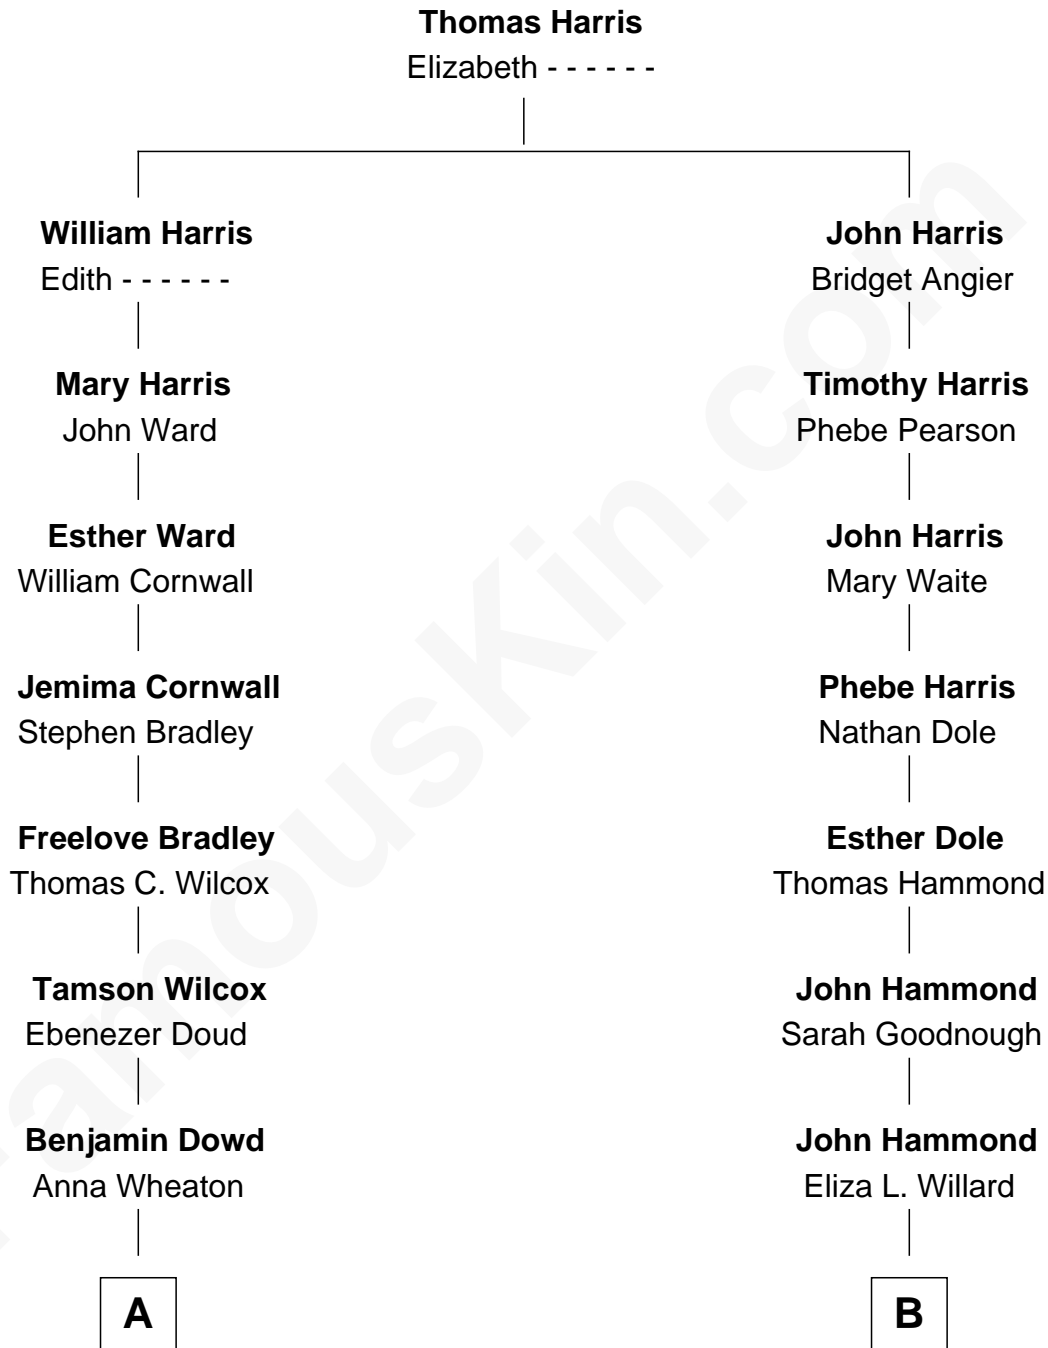 Thomas Harris
Elizabeth - - - - - -
William Harris
Edith - - - - - -
John Harris
Bridget Angier
Mary Harris
John Ward
Timothy Harris
Phebe Pearson
Esther Ward
William Cornwall
John Harris
Mary Waite
Jemima Cornwall
Stephen Bradley
Phebe Harris
Nathan Dole
Freelove Bradley
Thomas C. Wilcox
Esther Dole
Thomas Hammond
Tamson Wilcox
Ebenezer Doud
John Hammond
Sarah Goodnough
Benjamin Dowd
Anna Wheaton
John Hammond
Eliza L. Willard
A
B
FamousKin.com